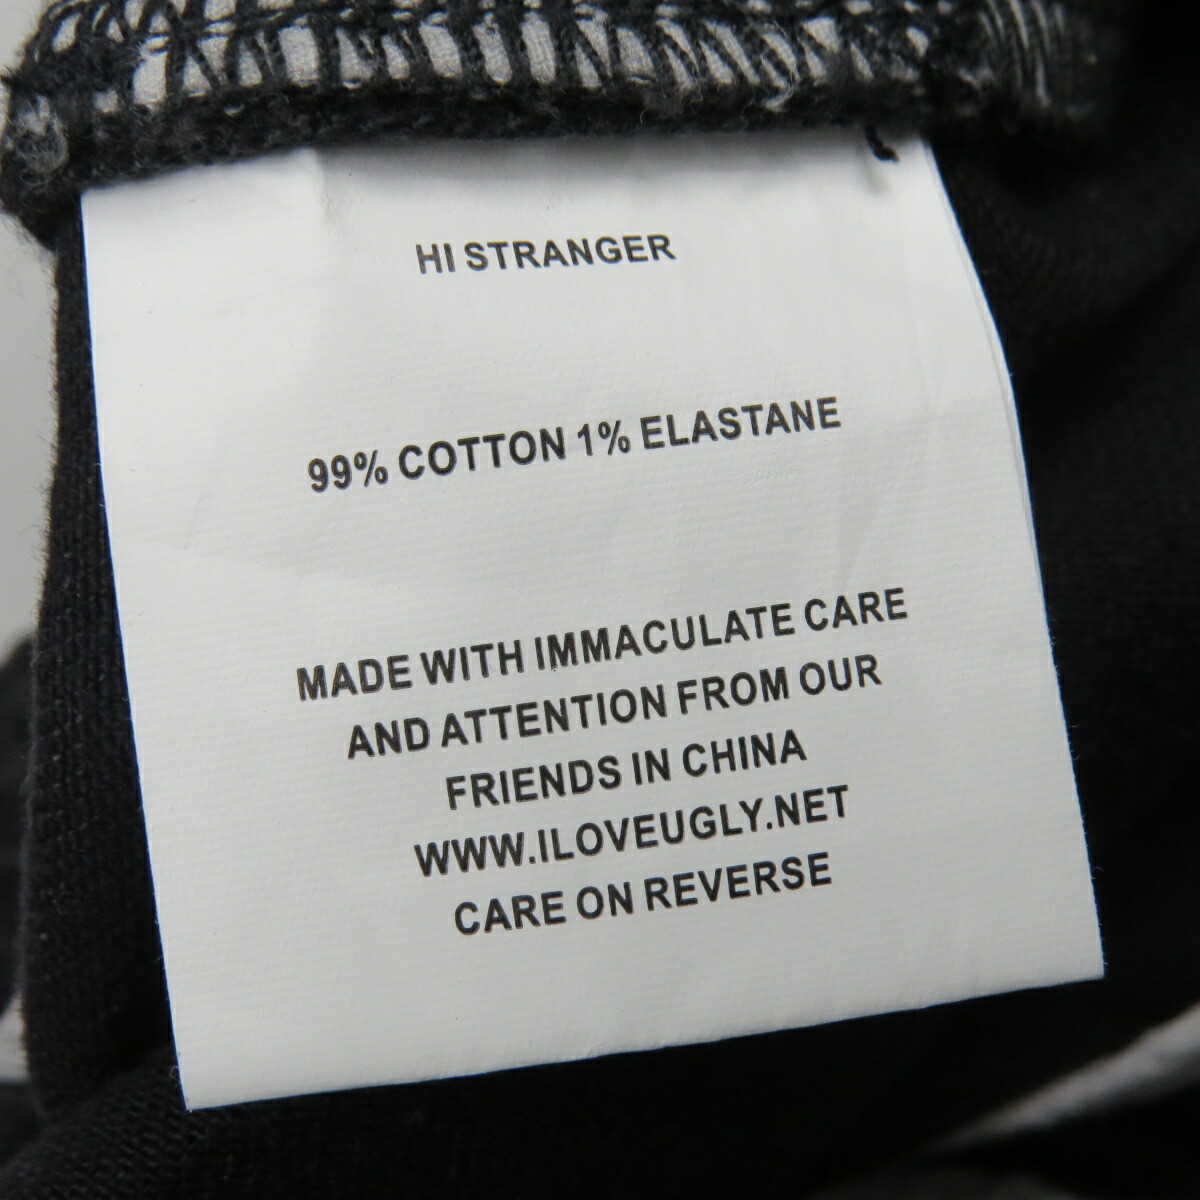 HI STRANGER
99% COTTON 1% ELASTANE
MADE WITH IMMACULATE CARE
AND ATTENTION FROM OUR
FRIENDS IN CHINA
WWW.ILOVEUGLY.NET
CARE ON REVERSE